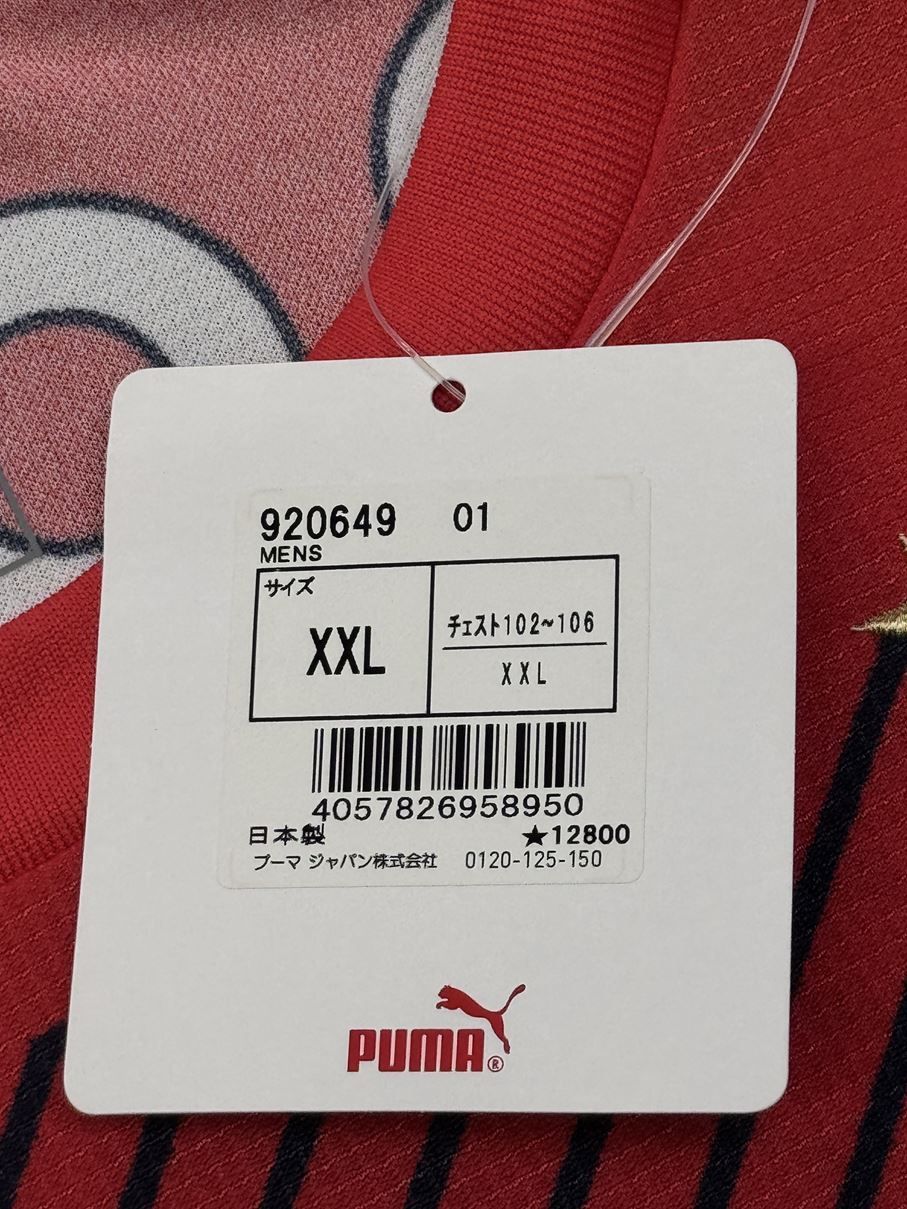 920649 01
MENS
サイズ
XXL
チェスト102~106
XXL
4057826958950
日本製 ★12800
プーマ ジャパン株式会社 0120-125-150
PUMA®